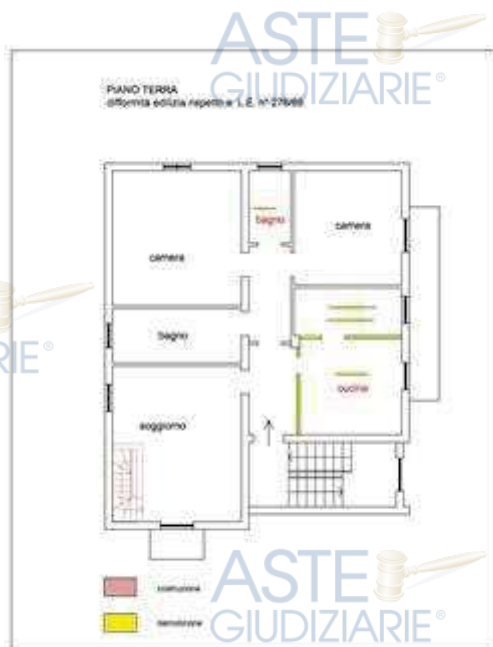 ASTE
GIUDIZIARIE®
PIANO TERRA
difformità edilizia rispetto a L.E. n° 276/68
bagno
camera
camera
RIE®
bagno
cucina
soggiorno
costruzione
demolizione
ASTE
GIUDIZIARIE®